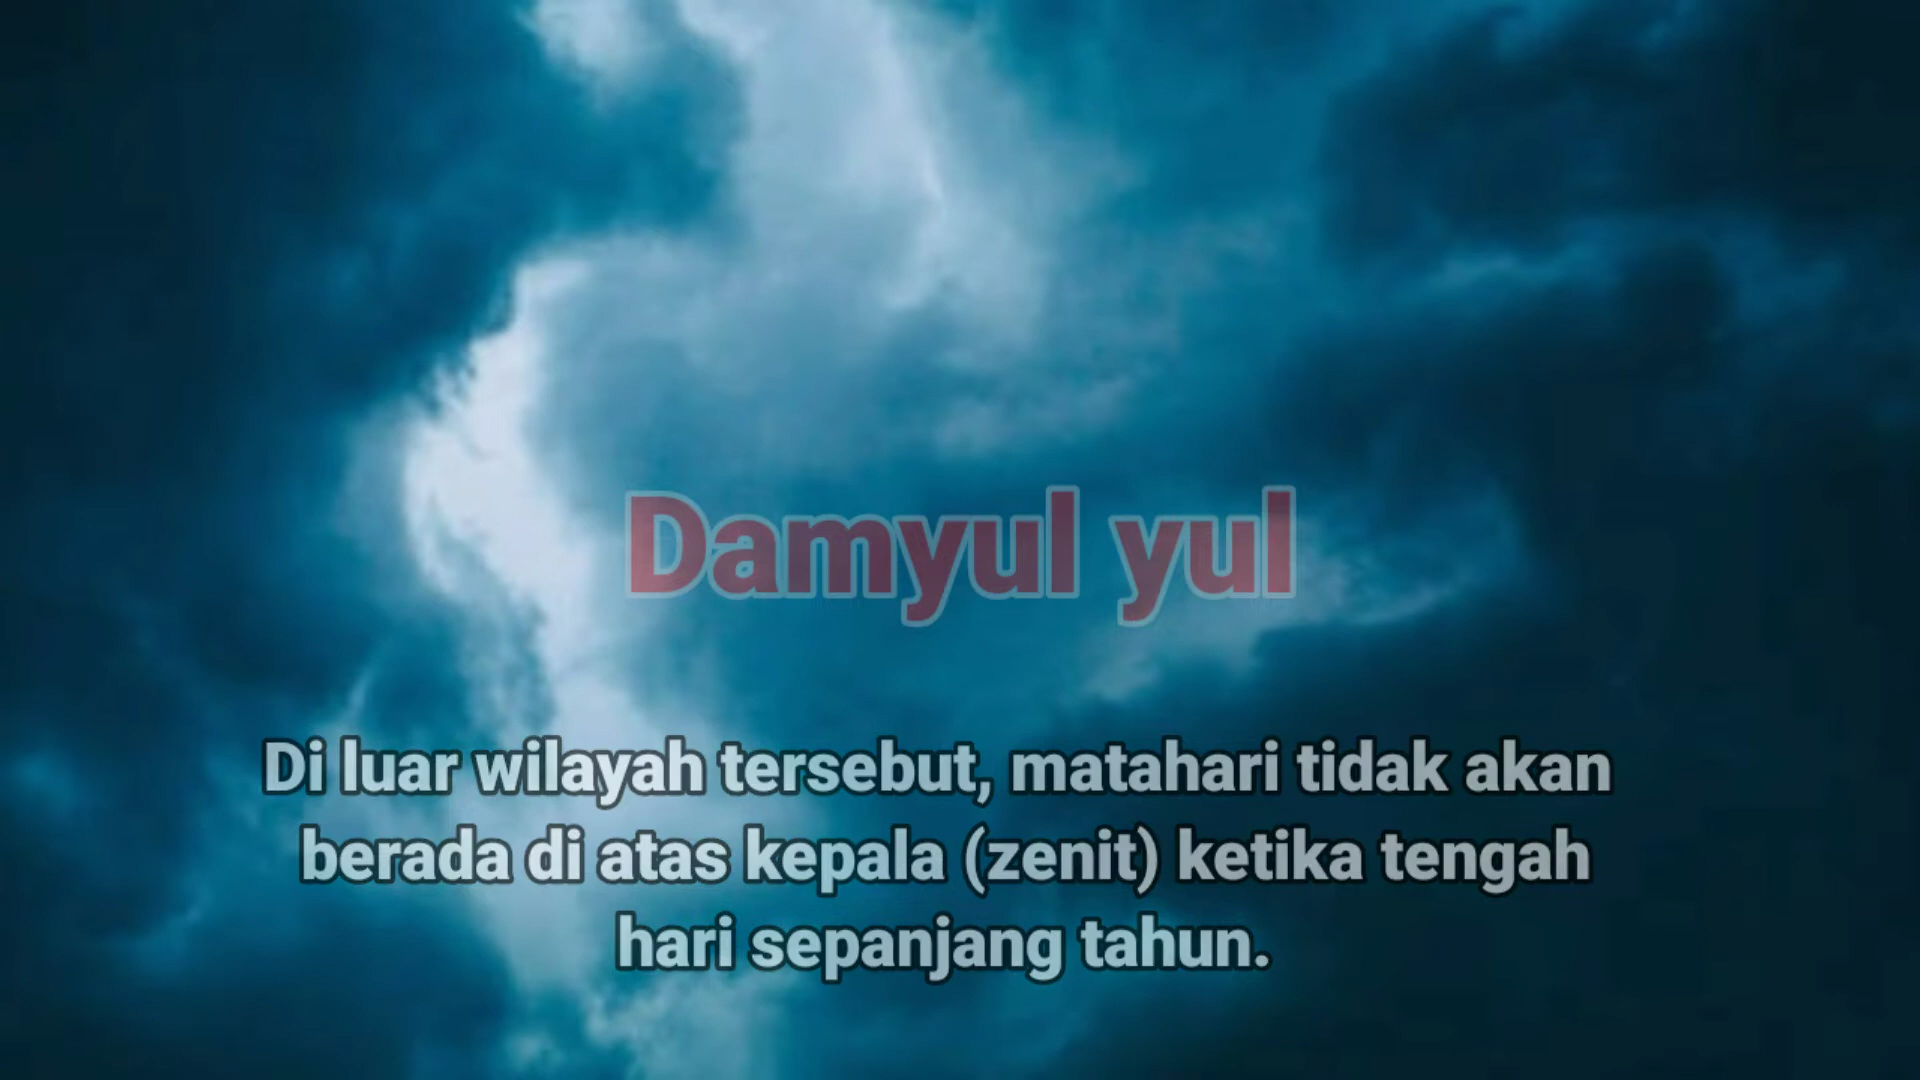 Damyul yul
Di luar wilayah tersebut, matahari tidak akan
berada di atas kepala (zenit) ketika tengah
hari sepanjang tahun.